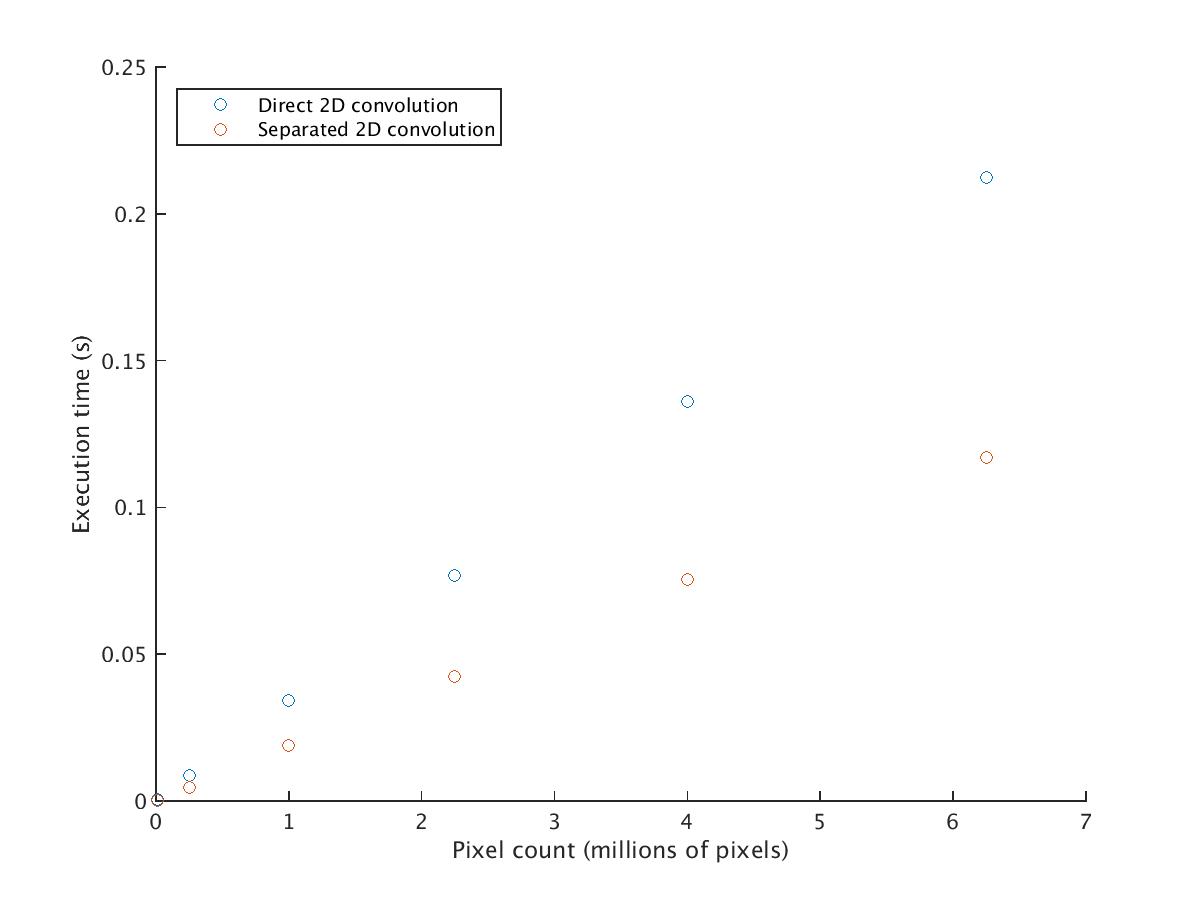 0.25
Direct 2D convolution
Separated 2D convolution
0.2
0.15
Execution time (s)
0.1
0.05
0
0 1 2 3 4 5 6 7
Pixel count (millions of pixels)